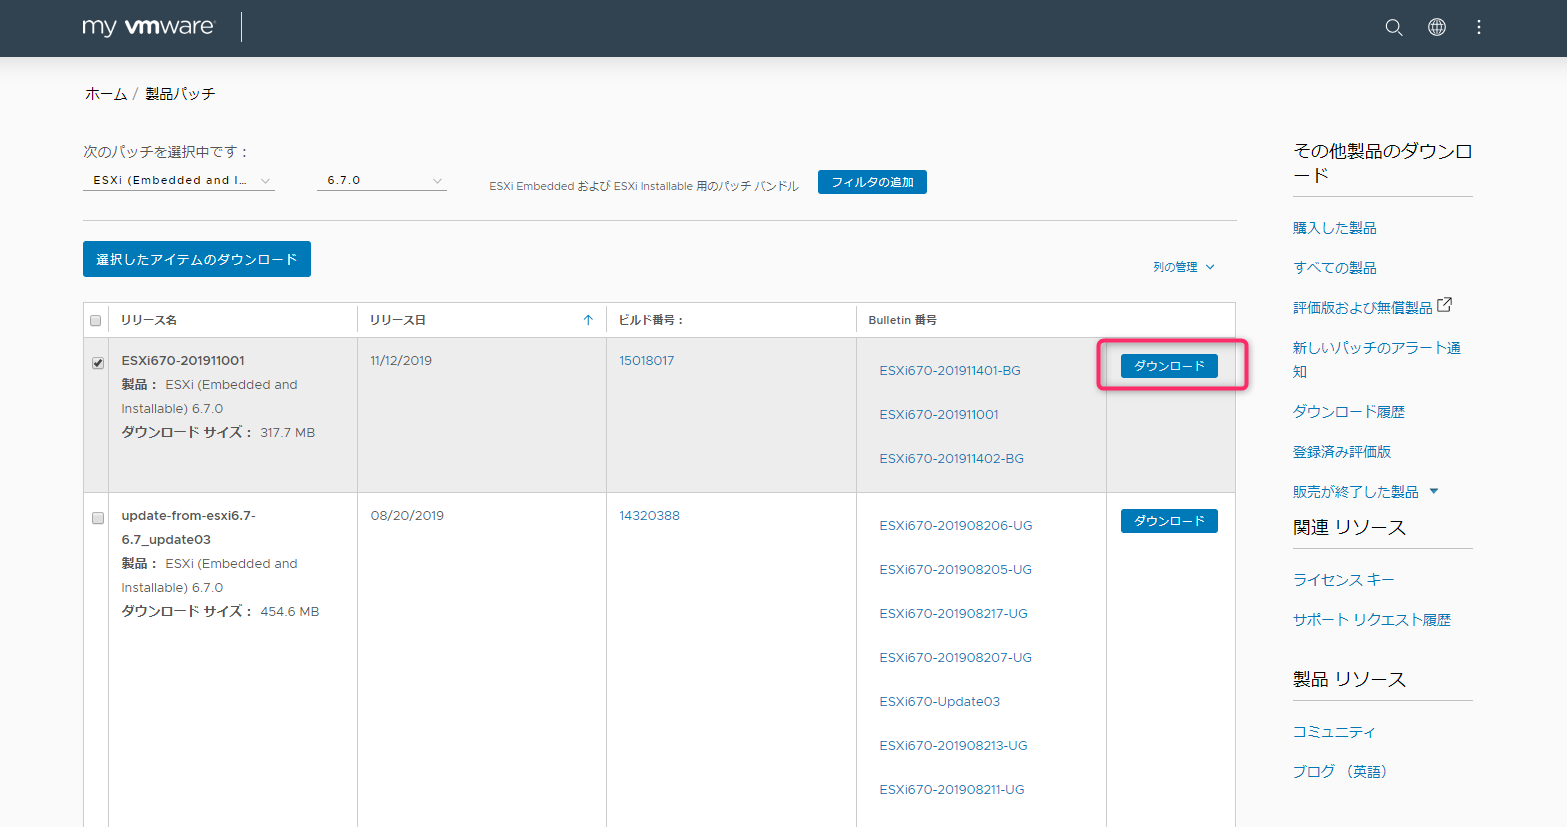 my vmware
ホーム / 製品パッチ
次のパッチを選択中です：
ESXi (Embedded and I...
6.7.0
ESXi Embedded および ESXi Installable 用のパッチ バンドル
フィルタの追加
選択したアイテムのダウンロード
列の管理
リリース名
リリース日
ビルド番号：
Bulletin 番号
ESXi670-201911001
製品： ESXi (Embedded and
Installable) 6.7.0
ダウンロード サイズ： 317.7 MB
11/12/2019
15018017
ESXi670-201911401-BG
ESXi670-201911001
ESXi670-201911402-BG
ダウンロード
update-from-esxi6.7-
6.7_update03
製品： ESXi (Embedded and
Installable) 6.7.0
ダウンロード サイズ： 454.6 MB
08/20/2019
14320388
ESXi670-201908206-UG
ESXi670-201908205-UG
ESXi670-201908217-UG
ESXi670-201908207-UG
ESXi670-Update03
ESXi670-201908213-UG
ESXi670-201908211-UG
ダウンロード
その他製品のダウンロ
ード
購入した製品
すべての製品
評価版および無償製品
新しいパッチのアラート通
知
ダウンロード履歴
登録済み評価版
販売が終了した製品
関連 リソース
ライセンス キー
サポート リクエスト履歴
製品 リソース
コミュニティ
ブログ （英語）